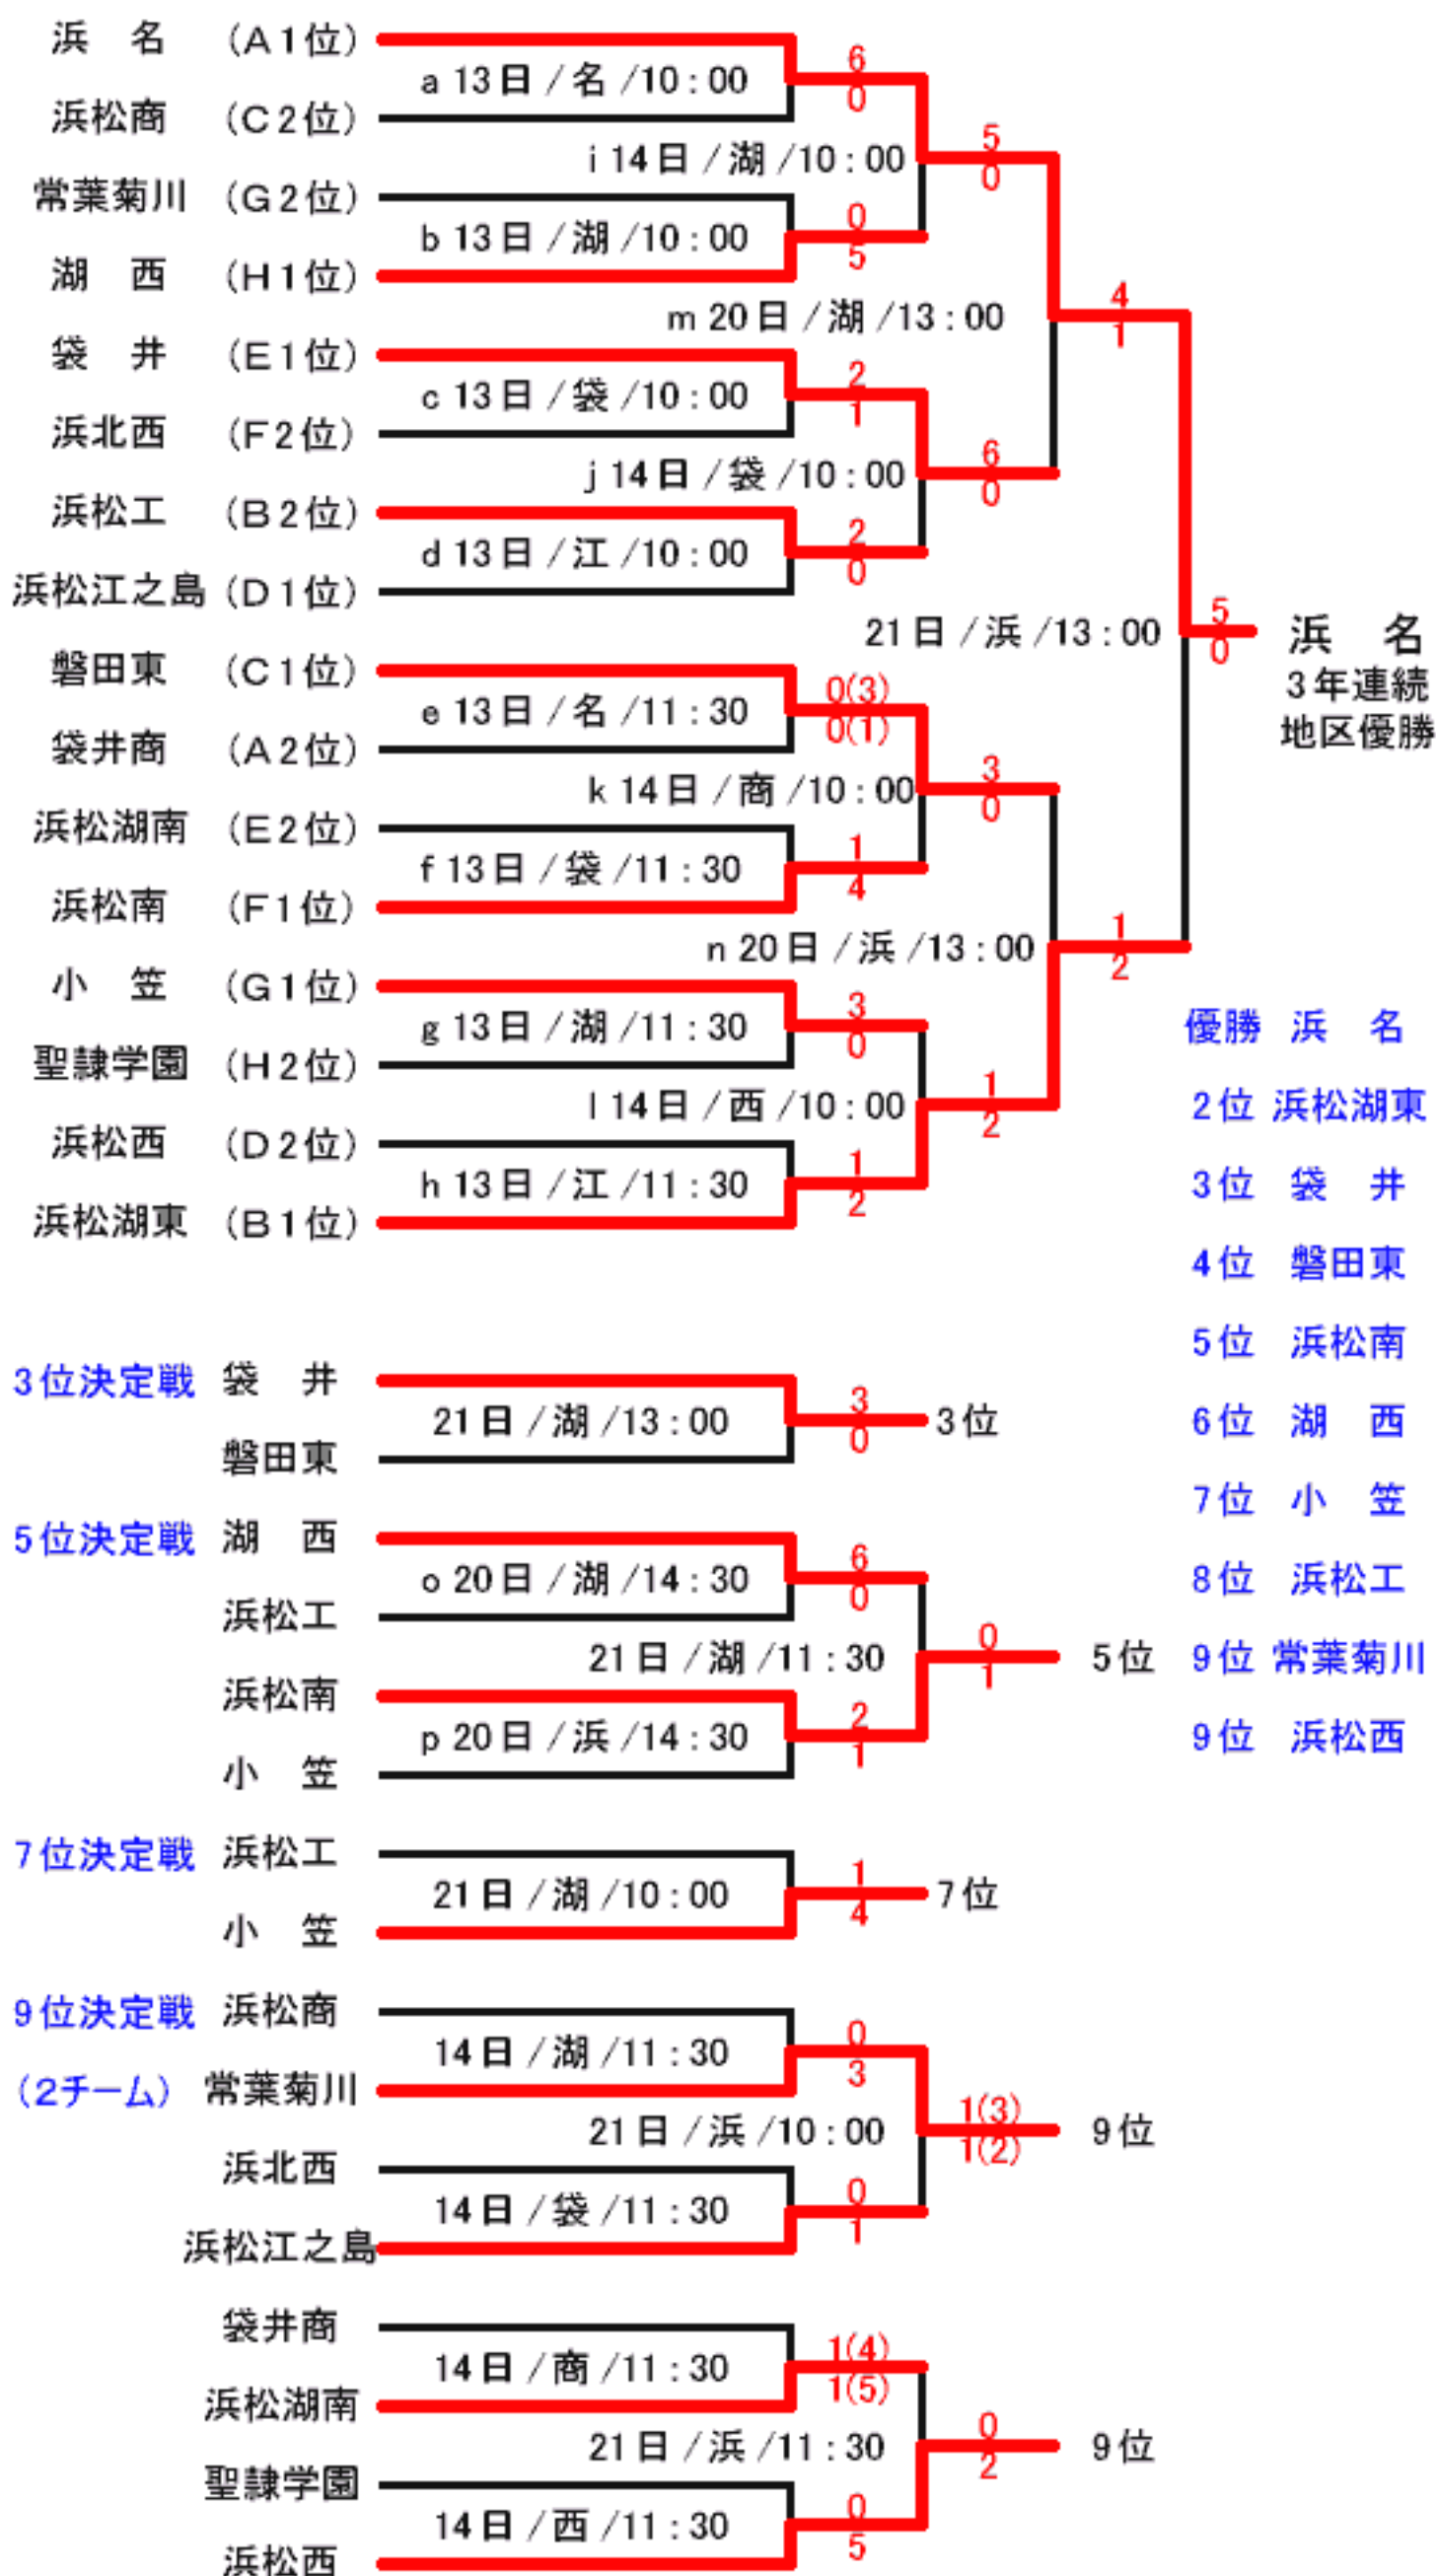 浜　名 （A1位）
a 13日 / 名 /10：00
6
0
浜松商 （C2位）
i 14日 / 湖 /10：00
5
0
常葉菊川 （G2位）
b 13日 / 湖 /10：00
0
5
湖　西 （H1位）
m 20日 / 湖 /13：00
4
1
袋　井 （E1位）
c 13日 / 袋 /10：00
2
1
浜北西 （F2位）
j 14日 / 袋 /10：00
6
0
浜松工 （B2位）
d 13日 / 江 /10：00
2
0
浜松江之島 （D1位）
21日 / 浜 /13：00
5
0
浜　名
3年連続
地区優勝
磐田東 （C1位）
e 13日 / 名 /11：30
0(3)
0(1)
袋井商 （A2位）
k 14日 / 商 /10：00
3
0
浜松湖南 （E2位）
f 13日 / 袋 /11：30
1
4
浜松南 （F1位）
n 20日 / 浜 /13：00
1
2
小　笠 （G1位）
g 13日 / 湖 /11：30
3
0
聖隷学園 （H2位）
l 14日 / 西 /10：00
1
2
浜松西 （D2位）
h 13日 / 江 /11：30
1
2
浜松湖東 （B1位）
優勝 浜　名
2位 浜松湖東
3位 袋　井
4位 磐田東
5位 浜松南
6位 湖　西
7位 小　笠
8位 浜松工
9位 常葉菊川
9位 浜松西
3位決定戦 袋　井
21日 / 湖 /13：00
3
0
3位
磐田東
5位決定戦 湖　西
o 20日 / 湖 /14：30
6
0
浜松工
21日 / 湖 /11：30
0
1
5位
浜松南
p 20日 / 浜 /14：30
2
1
小　笠
7位決定戦 浜松工
21日 / 湖 /10：00
1
4
7位
小　笠
9位決定戦 浜松商
14日 / 湖 /11：30
0
3
（2チーム） 常葉菊川
21日 / 浜 /10：00
1(3)
1(2)
9位
浜北西
14日 / 袋 /11：30
0
1
浜松江之島
袋井商
14日 / 商 /11：30
1(4)
1(5)
浜松湖南
21日 / 浜 /11：30
0
2
9位
聖隷学園
14日 / 西 /11：30
0
5
浜松西